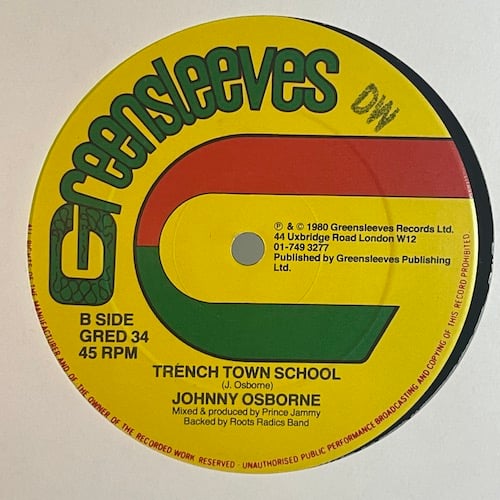 Greensleeves
℗ & © 1980 Greensleeves Records Ltd.
44 Uxbridge Road London W12
01-749 3277
Published by Greensleeves Publishing
Ltd.
B SIDE
GRED 34
45 RPM
TRENCH TOWN SCHOOL
(J. Osborne)
JOHNNY OSBORNE
Mixed & produced by Prince Jammy
Backed by Roots Radics Band
ALL RIGHTS OF THE MANUFACTURER AND OF THE OWNER OF THE RECORDED WORK RESERVED · UNAUTHORISED PUBLIC PERFORMANCE BROADCASTING AND COPYING OF THIS RECORD PROHIBITED